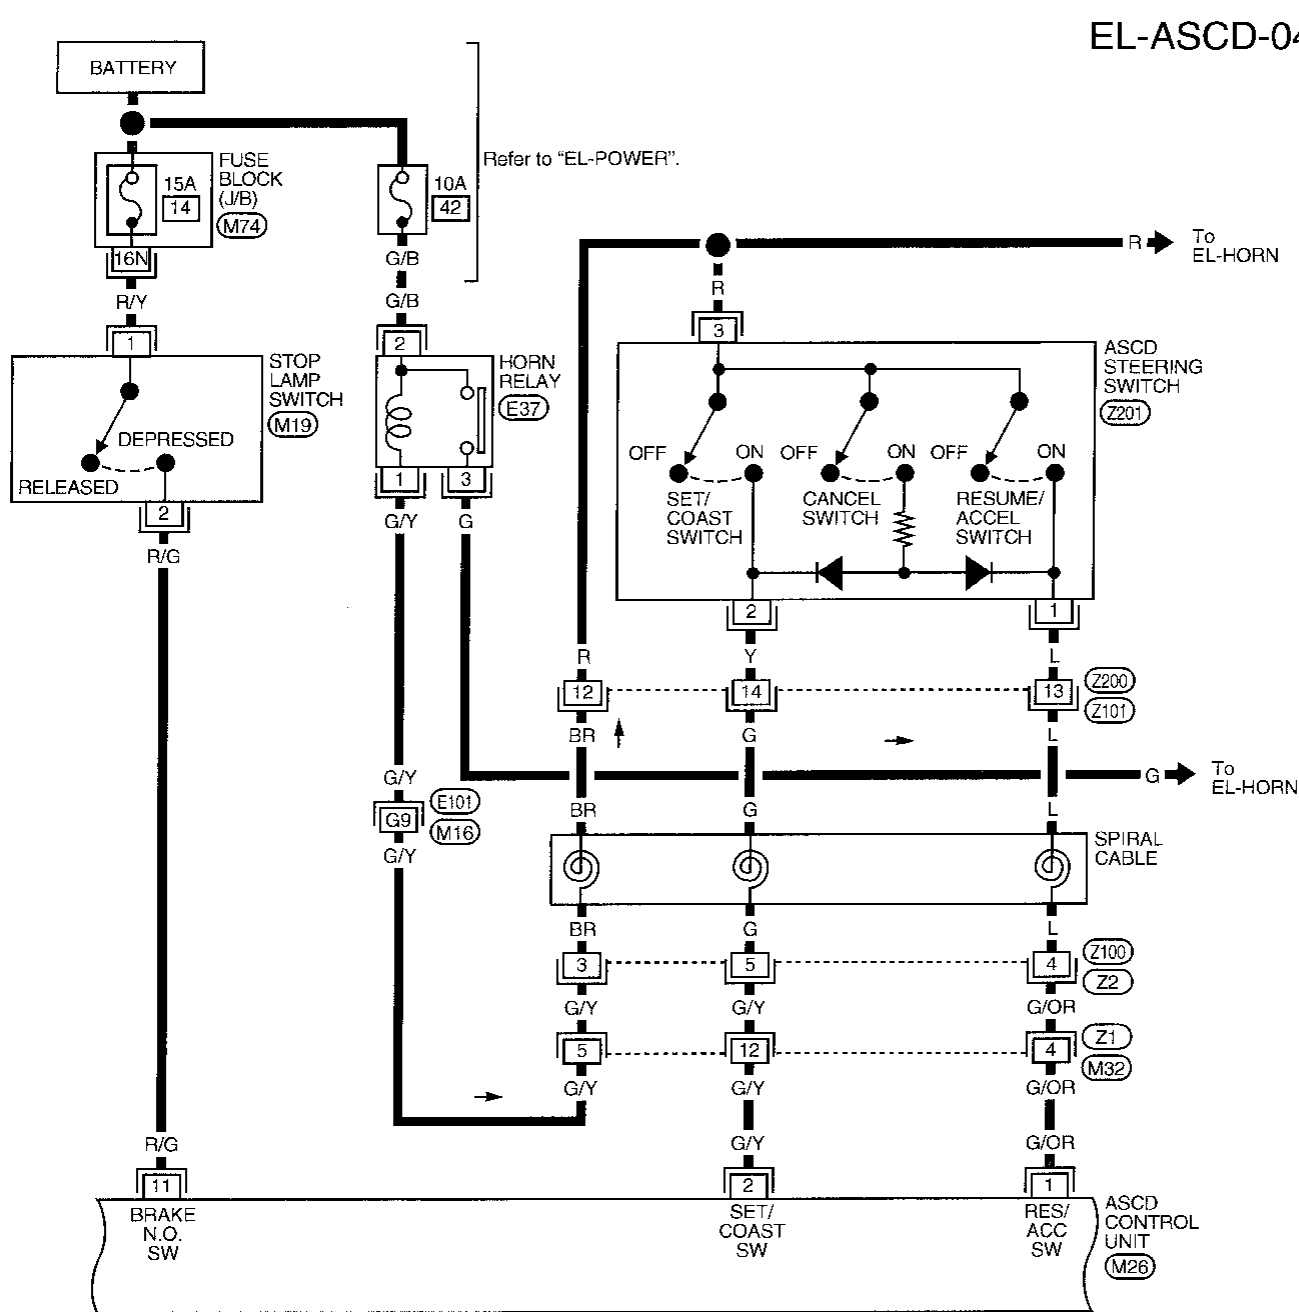 EL-ASCD-04
BATTERY
Refer to “EL-POWER”.
FUSE
BLOCK
(J/B)
M74
15A
14
16N
10A
42
G/B
G/B
R/Y
R
To
EL-HORN
R
3
1
STOP
LAMP
SWITCH
M19
DEPRESSED
RELEASED
2
R/G
2
HORN
RELAY
E37
1
3
G/Y
G
ASCD
STEERING
SWITCH
Z201
OFF
ON
OFF
ON
OFF
ON
SET/
COAST
SWITCH
CANCEL
SWITCH
RESUME/
ACCEL
SWITCH
2
1
R
Y
L
12
14
13
Z200
Z101
BR
G
L
G
To
EL-HORN
G/Y
G9
E101
M16
G/Y
BR
G
L
SPIRAL
CABLE
BR
G
L
3
5
4
Z100
Z2
G/Y
G/Y
G/OR
5
12
4
Z1
M32
G/Y
G/Y
G/OR
R/G
G/Y
G/OR
11
2
1
BRAKE
N.O.
SW
SET/
COAST
SW
RES/
ACC
SW
ASCD
CONTROL
UNIT
M26